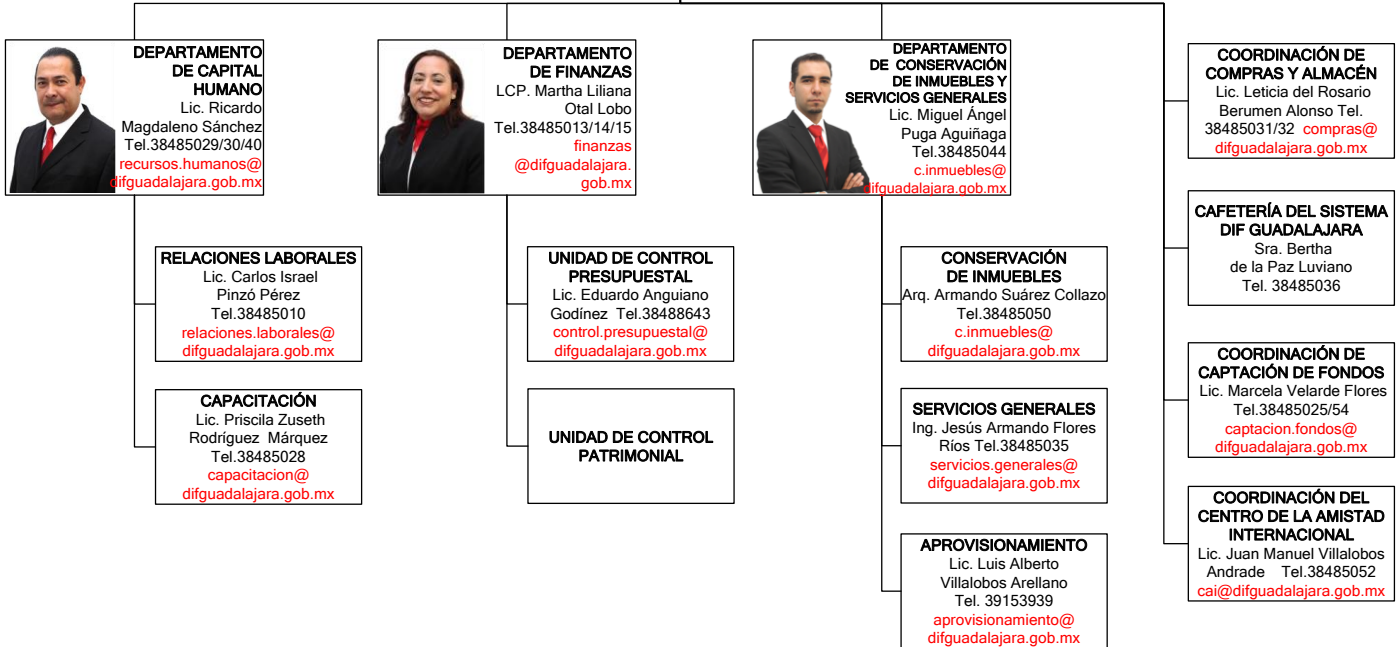 DEPARTAMENTO
DE CAPITAL
HUMANO
Lic. Ricardo
Magdaleno Sánchez
Tel.38485029/30/40
recursos.humanos@
difguadalajara.gob.mx
DEPARTAMENTO
DE FINANZAS
LCP. Martha Liliana
Otal Lobo
Tel.38485013/14/15
finanzas
@difguadalajara.
gob.mx
DEPARTAMENTO
DE CONSERVACIÓN
DE INMUEBLES Y
SERVICIOS GENERALES
Lic. Miguel Ángel
Puga Aguiñaga
Tel.38485044
c.inmuebles@
difguadalajara.gob.mx
COORDINACIÓN DE
COMPRAS Y ALMACÉN
Lic. Leticia del Rosario
Berumen Alonso Tel.
38485031/32 compras@
difguadalajara.gob.mx
CAFETERÍA DEL SISTEMA
DIF GUADALAJARA
Sra. Bertha
de la Paz Luviano
Tel. 38485036
RELACIONES LABORALES
Lic. Carlos Israel
Pinzó Pérez
Tel.38485010
relaciones.laborales@
difguadalajara.gob.mx
UNIDAD DE CONTROL
PRESUPUESTAL
Lic. Eduardo Anguiano
Godínez Tel.38488643
control.presupuestal@
difguadalajara.gob.mx
CONSERVACIÓN
DE INMUEBLES
Arq. Armando Suárez Collazo
Tel.38485050
c.inmuebles@
difguadalajara.gob.mx
COORDINACIÓN DE
CAPTACIÓN DE FONDOS
Lic. Marcela Velarde Flores
Tel.38485025/54
captacion.fondos@
difguadalajara.gob.mx
CAPACITACIÓN
Lic. Priscila Zuseth
Rodríguez Márquez
Tel.38485028
capacitacion@
difguadalajara.gob.mx
UNIDAD DE CONTROL
PATRIMONIAL
SERVICIOS GENERALES
Ing. Jesús Armando Flores
Ríos Tel.38485035
servicios.generales@
difguadalajara.gob.mx
COORDINACIÓN DEL
CENTRO DE LA AMISTAD
INTERNACIONAL
Lic. Juan Manuel Villalobos
Andrade Tel.38485052
cai@difguadalajara.gob.mx
APROVISIONAMIENTO
Lic. Luis Alberto
Villalobos Arellano
Tel. 39153939
aprovisionamiento@
difguadalajara.gob.mx